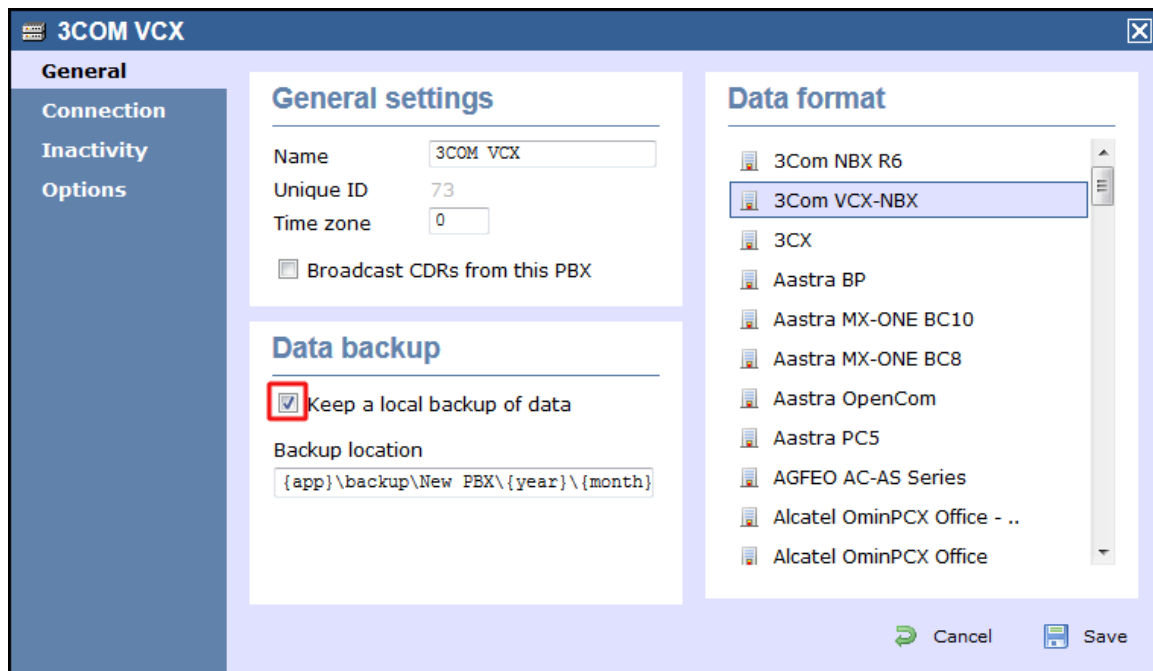 3COM VCX
General
Connection
Inactivity
Options
General settings
Name 3COM VCX
Unique ID 73
Time zone 0
Broadcast CDRs from this PBX
Data backup
Keep a local backup of data
Backup location
{app}\backup\New PBX\{year}\{month}
Data format
3Com NBX R6
3Com VCX-NBX
3CX
Aastra BP
Aastra MX-ONE BC10
Aastra MX-ONE BC8
Aastra OpenCom
Aastra PC5
AGFEO AC-AS Series
Alcatel OminPCX Office - ..
Alcatel OminPCX Office
Cancel Save